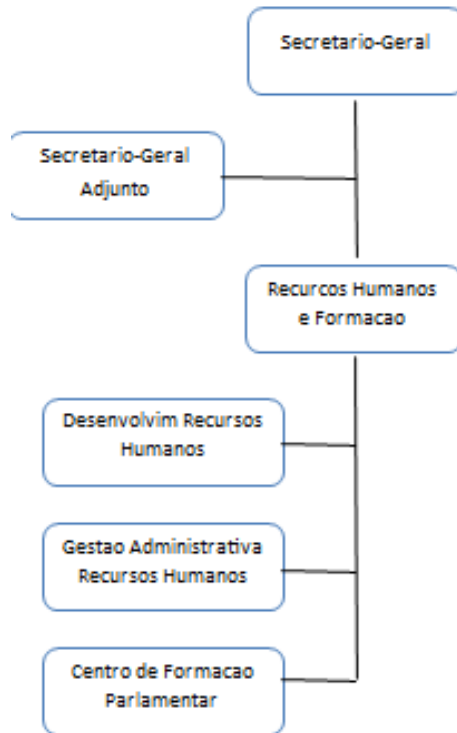 Secretario-Geral
Secretario-Geral
Adjunto
Recurcos Humanos
e Formacao
Desenvolvim Recursos
Humanos
Gestao Administrativa
Recursos Humanos
Centro de Formacao
Parlamentar